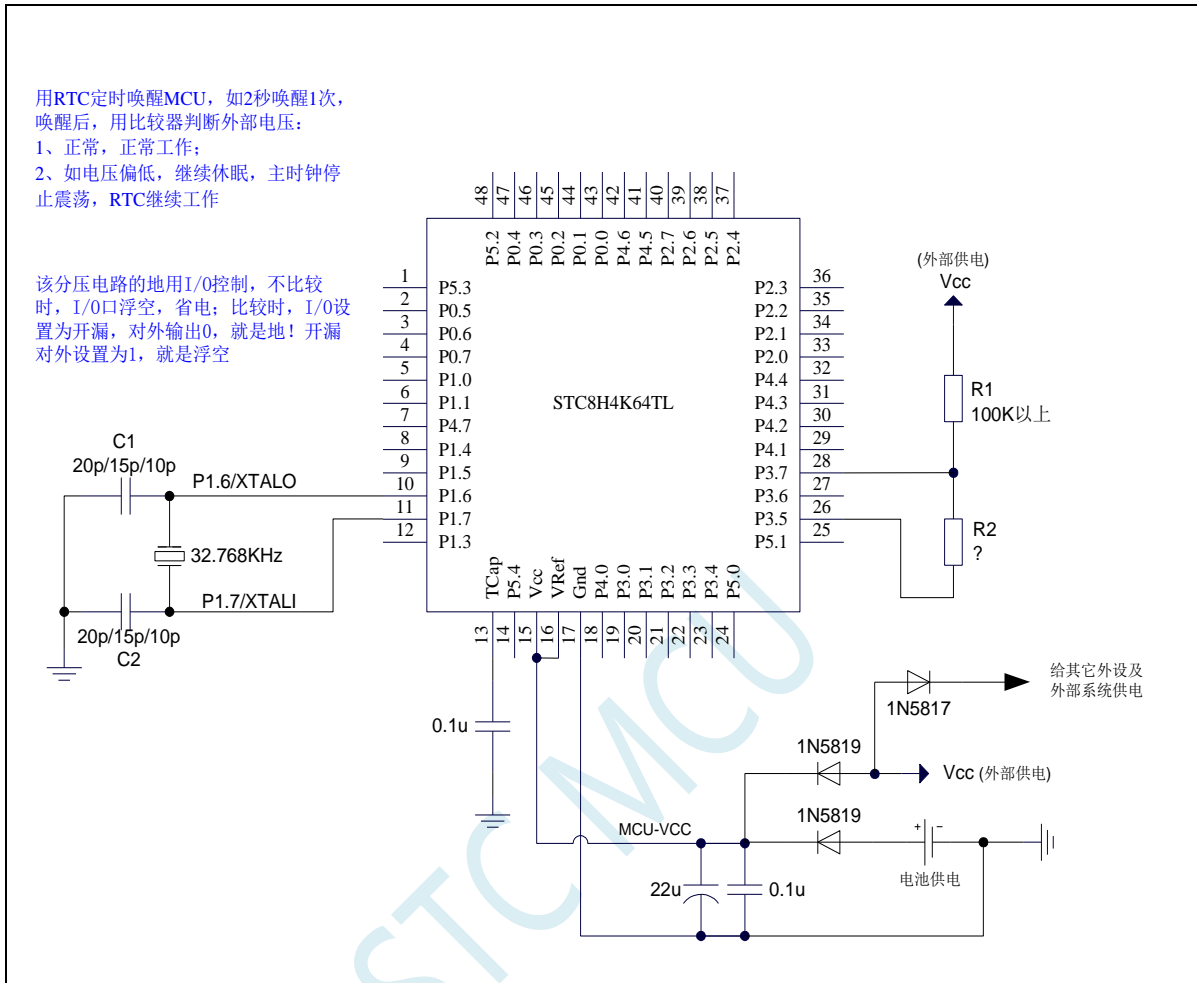 用RTC定时唤醒MCU，如2秒唤醒1次，
唤醒后，用比较器判断外部电压：
1、正常，正常工作；
2、如电压偏低，继续休眠，主时钟停
止震荡，RTC继续工作
该分压电路的地用I/O控制，不比较
时，I/O口浮空，省电；比较时，I/O设
置为开漏，对外输出0，就是地！开漏
对外设置为1，就是浮空
48 47 46 45 44 43 42 41 40 39 38 37
P5.2 P0.4 P0.3 P0.2 P0.1 P0.0 P4.6 P4.5 P2.7 P2.6 P2.5 P2.4
1 P5.3
2 P0.5
3 P0.6
4 P0.7
5 P1.0
6 P1.1
7 P4.7
8 P1.4
9 P1.5
10 P1.6
11 P1.7
12 P1.3
STC8H4K64TL
P2.3 36
P2.2 35
P2.1 34
P2.0 33
P4.4 32
P4.3 31
P4.2 30
P4.1 29
P3.7 28
P3.6 27
P3.5 26
P5.1 25
TCap P5.4 Vcc VRef Gnd P4.0 P3.0 P3.1 P3.2 P3.3 P3.4 P5.0
13 14 15 16 17 18 19 20 21 22 23 24
C1
20p/15p/10p
P1.6/XTALO
32.768KHz
P1.7/XTALI
20p/15p/10p
C2
(外部供电)
Vcc
R1
100K以上
R2
?
0.1u
给其它外设及
外部系统供电
1N5817
1N5819
Vcc (外部供电)
1N5819
MCU-VCC
+ −
电池供电
22u
0.1u
STC MCU